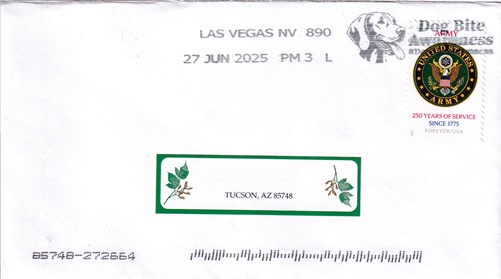 LAS VEGAS NV 890
27 JUN 2025 PM 3 L
Dog Bite
Awareness
ARMY
UNITED STATES
ARMY
250 YEARS OF SERVICE
SINCE 1775
FOREVER/USA
TUCSON, AZ 85748
85748-272664